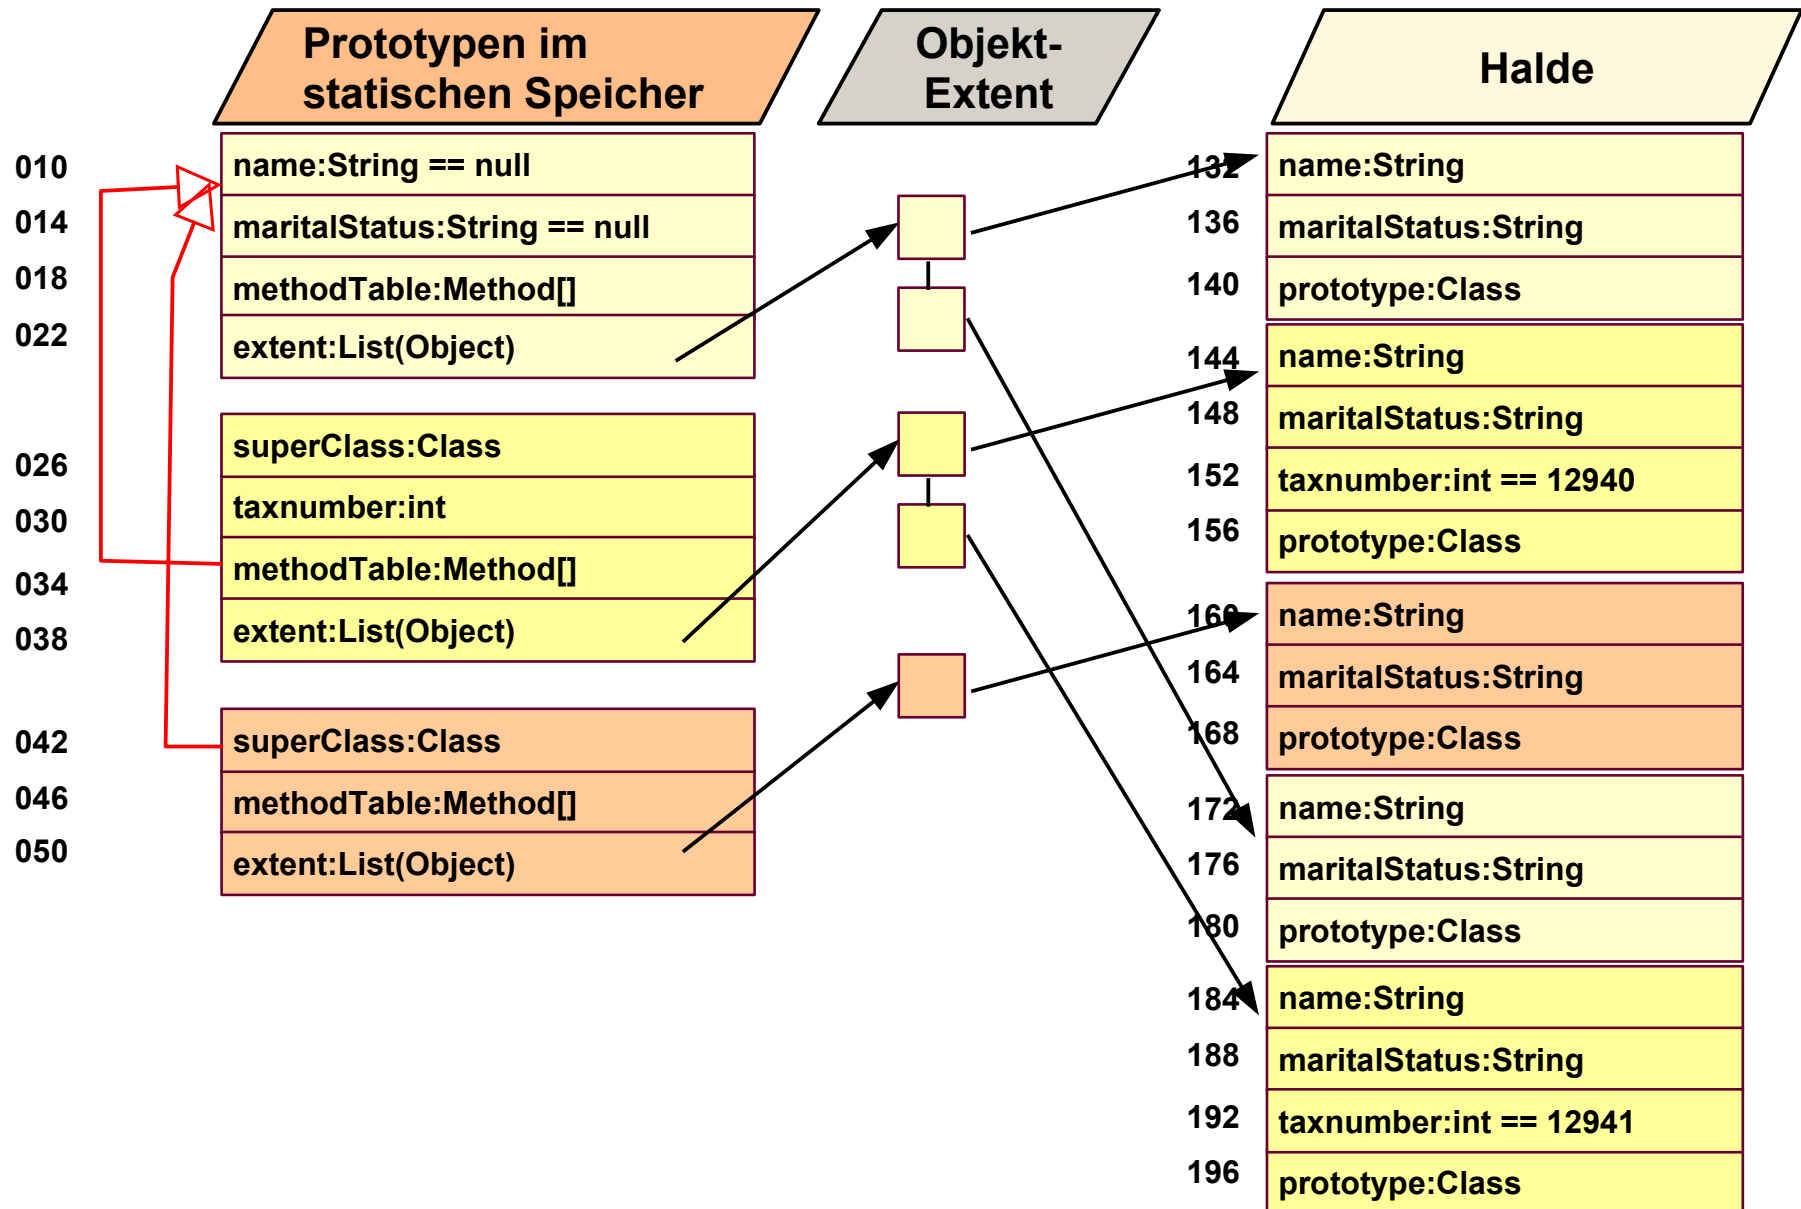 Prototypen im
statischen Speicher
Objekt-
Extent
Halde
010
name:String == null
014
maritalStatus:String == null
018
methodTable:Method[]
022
extent:List(Object)
026
superClass:Class
030
taxnumber:int
034
methodTable:Method[]
038
extent:List(Object)
042
superClass:Class
046
methodTable:Method[]
050
extent:List(Object)
132
name:String
136
maritalStatus:String
140
prototype:Class
144
name:String
148
maritalStatus:String
152
taxnumber:int == 12940
156
prototype:Class
160
name:String
164
maritalStatus:String
168
prototype:Class
172
name:String
176
maritalStatus:String
180
prototype:Class
184
name:String
188
maritalStatus:String
192
taxnumber:int == 12941
196
prototype:Class